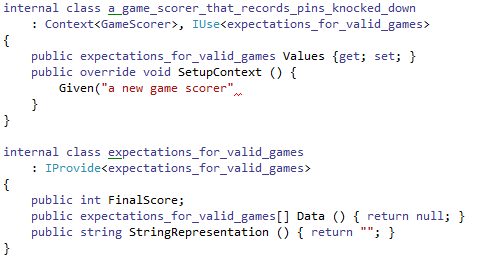 internal class a_game_scorer_that_records_pins_knocked_down
    : Context<GameScorer>, IUse<expectations_for_valid_games>
{
    public expectations_for_valid_games Values {get; set; }
    public override void SetupContext () {
        Given("a new game scorer"
    }
}

internal class expectations_for_valid_games
    : IProvide<expectations_for_valid_games>
{
    public int FinalScore;
    public expectations_for_valid_games[] Data () { return null; }
    public string StringRepresentation () { return ""; }
}